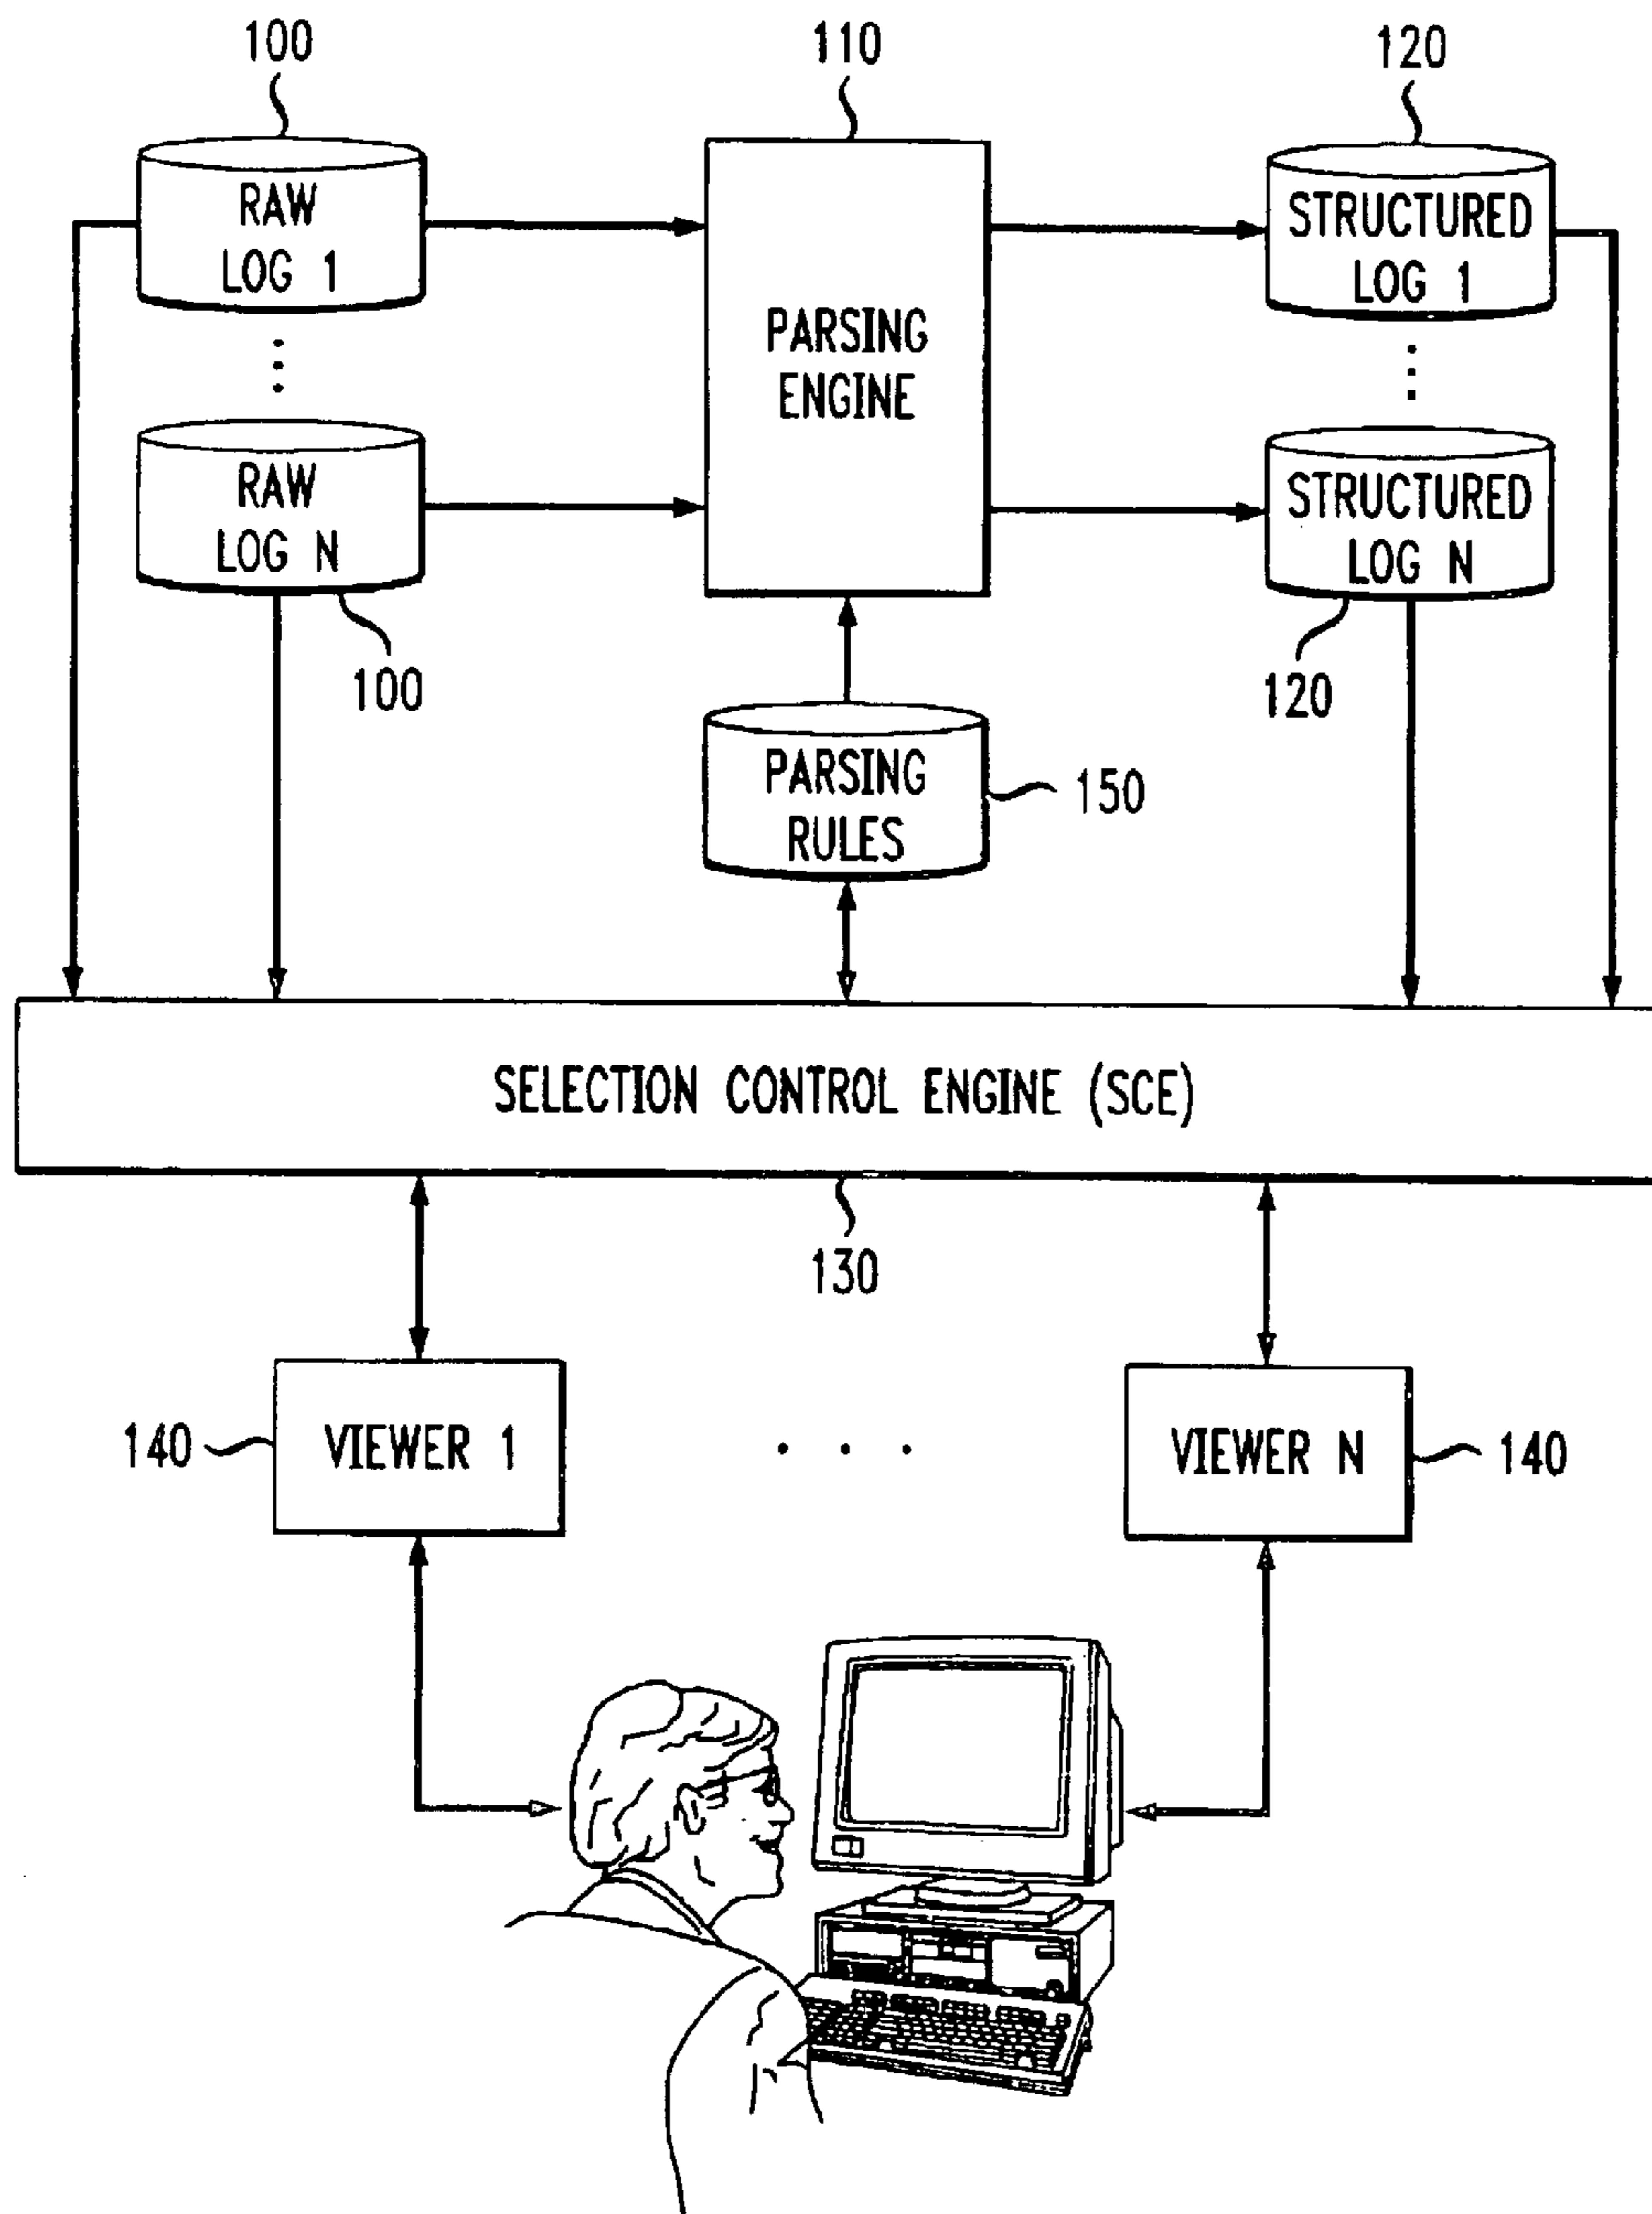 100
110
120
RAW
LOG 1
PARSING
ENGINE
STRUCTURED
LOG 1
RAW
LOG N
STRUCTURED
LOG N
100
120
PARSING
RULES
150
SELECTION CONTROL ENGINE (SCE)
130
140
VIEWER 1
VIEWER N
140